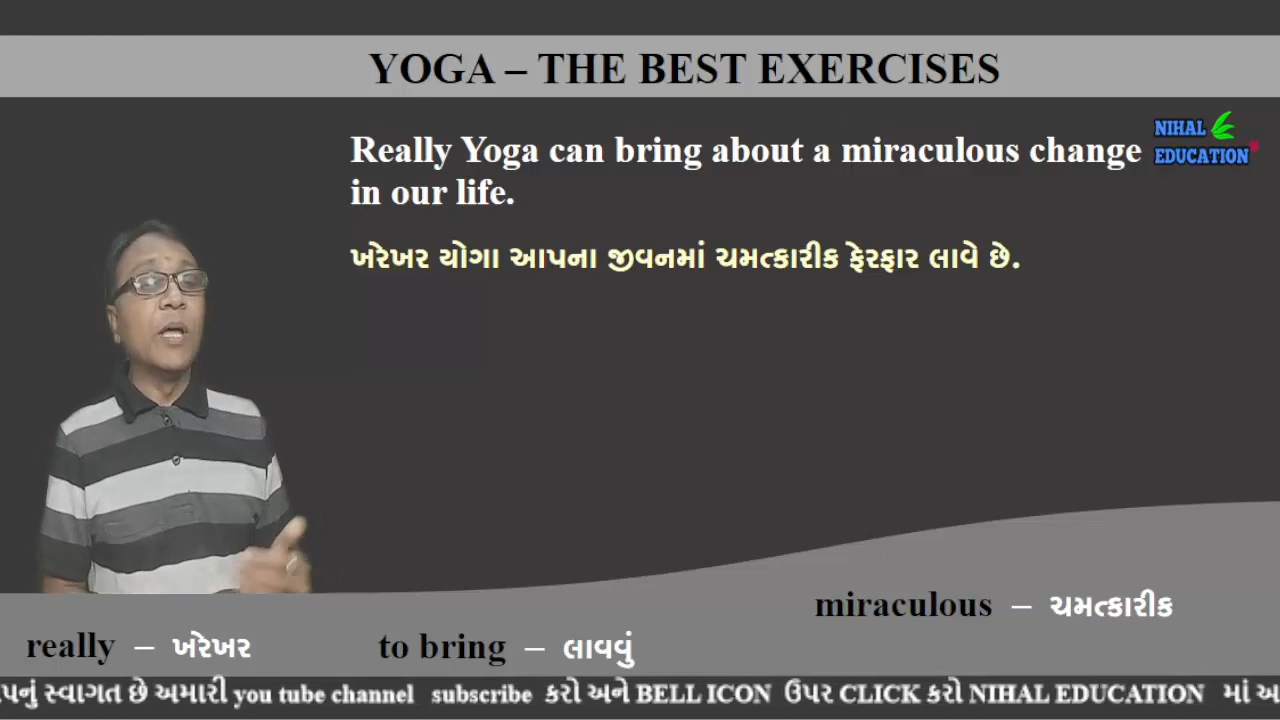 YOGA – THE BEST EXERCISES
NIHAL
EDUCATION
Really Yoga can bring about a miraculous change
in our life.
ખરેખર યોગા આપના જીવનમાં ચમત્કારીક ફેરફાર લાવે છે.
miraculous – ચમત્કારીક
really – ખરેખર
to bring – લાવવું
સ્વાગત છે અમારી you tube channel subscribe કરો અને BELL ICON ઉપર CLICK કરો NIHAL EDUCATION માં